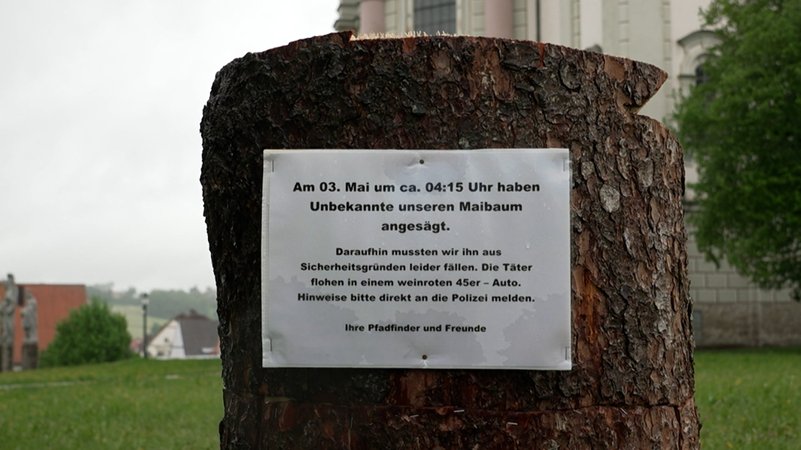 Am 03. Mai um ca. 04:15 Uhr haben
Unbekannte unseren Maibaum
angesägt.
Daraufhin mussten wir ihn aus
Sicherheitsgründen leider fällen. Die Täter
flohen in einem weinroten 45er – Auto.
Hinweise bitte direkt an die Polizei melden.
Ihre Pfadfinder und Freunde